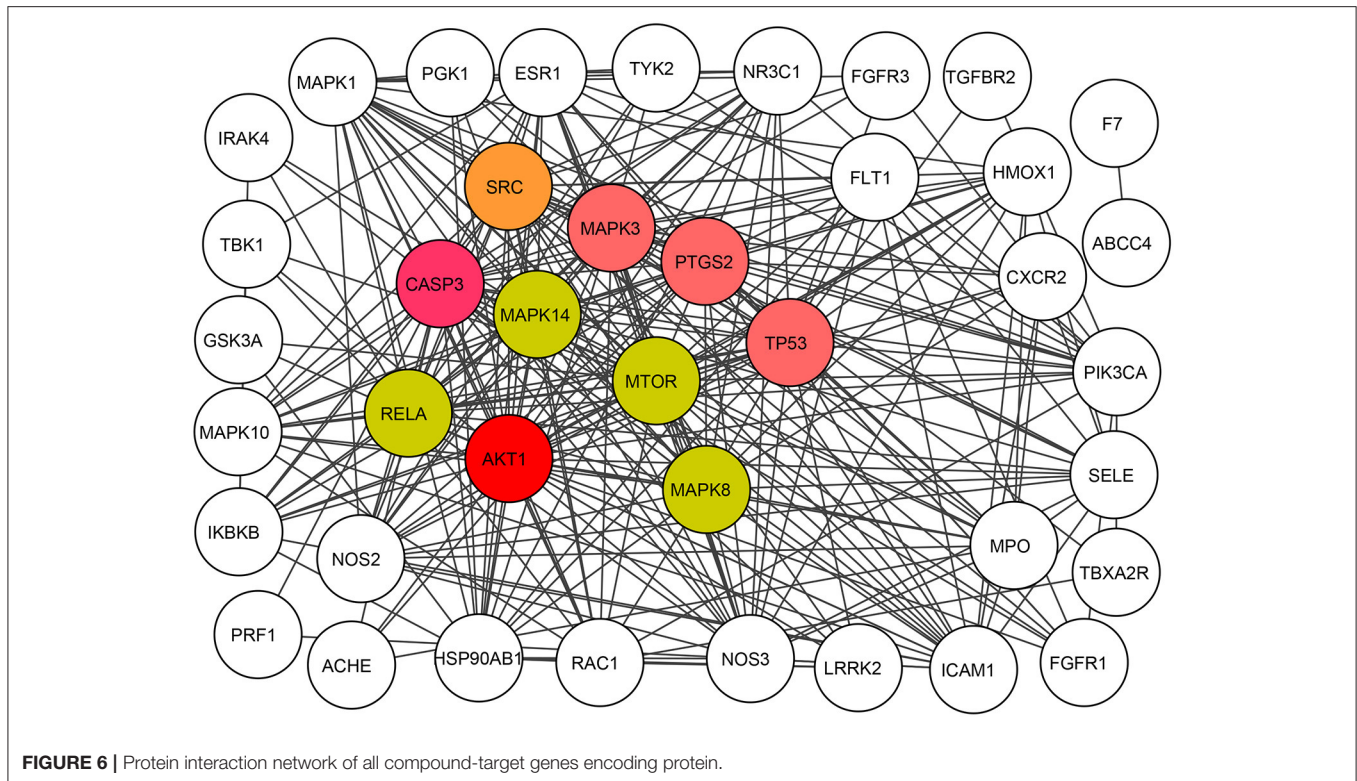 MAPK1
PGK1
ESR1
TYK2
NR3C1
FGFR3
TGFBR2
F7
IRAK4
SRC
FLT1
HMOX1
MAPK3
TBK1
PTGS2
ABCC4
CASP3
CXCR2
MAPK14
GSK3A
TP53
MTOR
PIK3CA
RELA
MAPK10
AKT1
MAPK8
SELE
IKBKB
NOS2
MPO
TBXA2R
PRF1
ACHE
HSP90AB1
RAC1
NOS3
LRRK2
ICAM1
FGFR1
FIGURE 6 | Protein interaction network of all compound-target genes encoding protein.